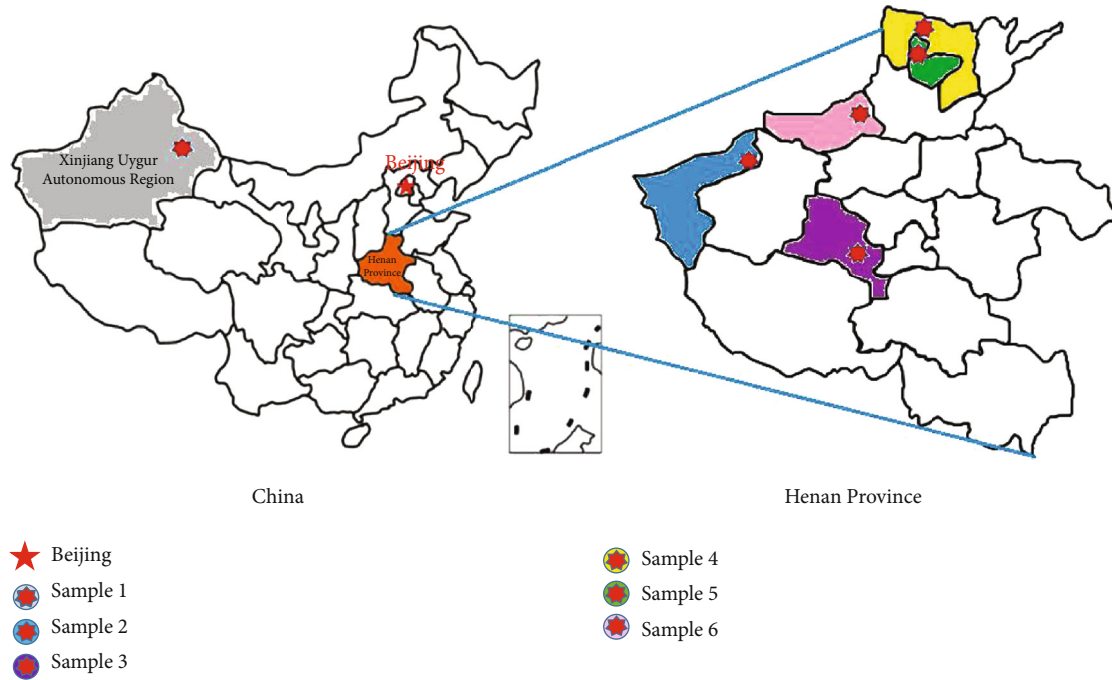 Xinjiang Uygur
Autonomous Region
Beijing
Henan
Province
China
Henan Province
Beijing
Sample 1
Sample 2
Sample 3
Sample 4
Sample 5
Sample 6